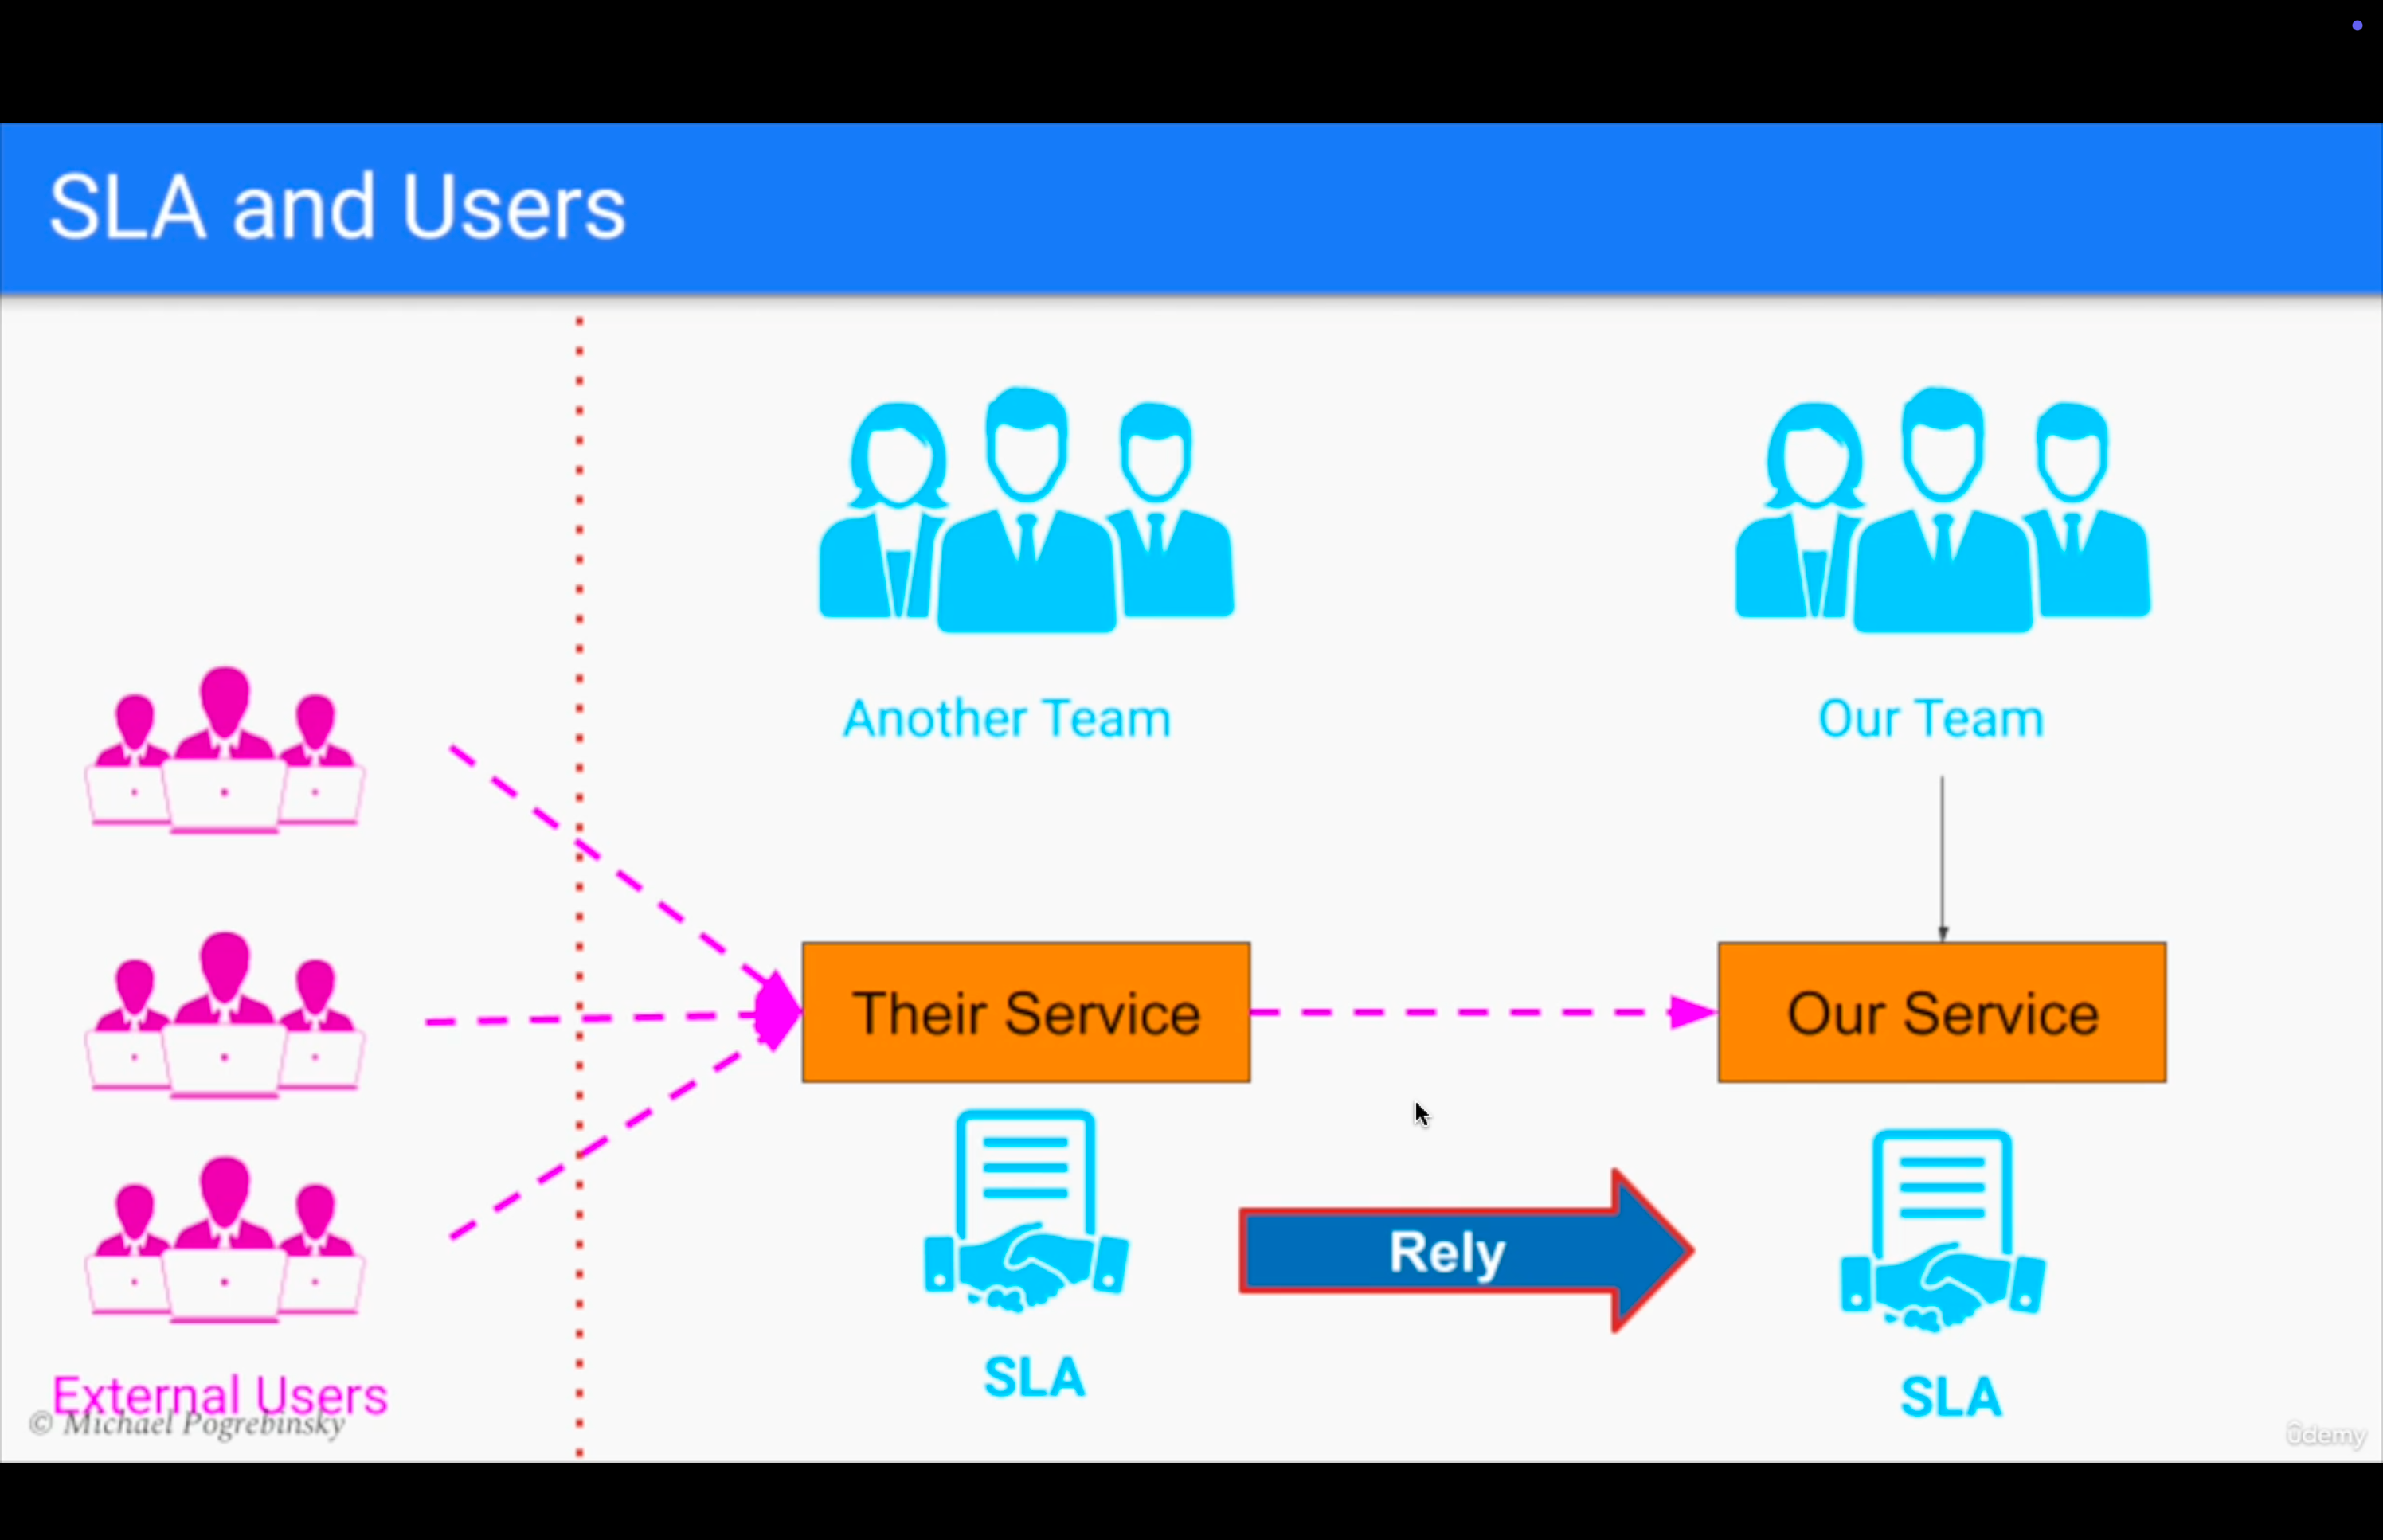 SLA and Users
Another Team
Our Team
Their Service
Our Service
Rely
SLA
SLA
External Users
© Michael Pogrebinsky
ûdemy